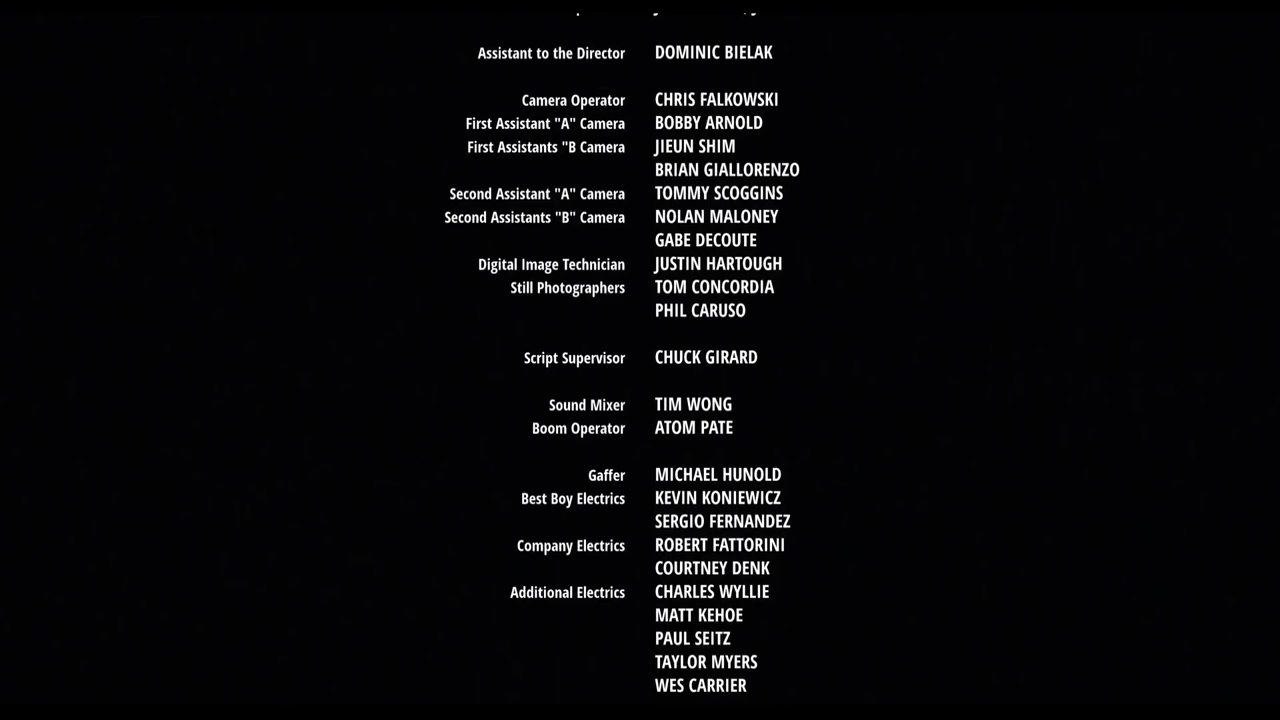 Assistant to the Director DOMINIC BIELAK
Camera Operator CHRIS FALKOWSKI
First Assistant "A" Camera BOBBY ARNOLD
First Assistants "B Camera JIEUN SHIM
BRIAN GIALLORENZO
Second Assistant "A" Camera TOMMY SCOGGINS
Second Assistants "B" Camera NOLAN MALONEY
GABE DECOUTE
Digital Image Technician JUSTIN HARTOUGH
Still Photographers TOM CONCORDIA
PHIL CARUSO
Script Supervisor CHUCK GIRARD
Sound Mixer TIM WONG
Boom Operator ATOM PATE
Gaffer MICHAEL HUNOLD
Best Boy Electrics KEVIN KONIEWICZ
SERGIO FERNANDEZ
Company Electrics ROBERT FATTORINI
COURTNEY DENK
Additional Electrics CHARLES WYLLIE
MATT KEHOE
PAUL SEITZ
TAYLOR MYERS
WES CARRIER